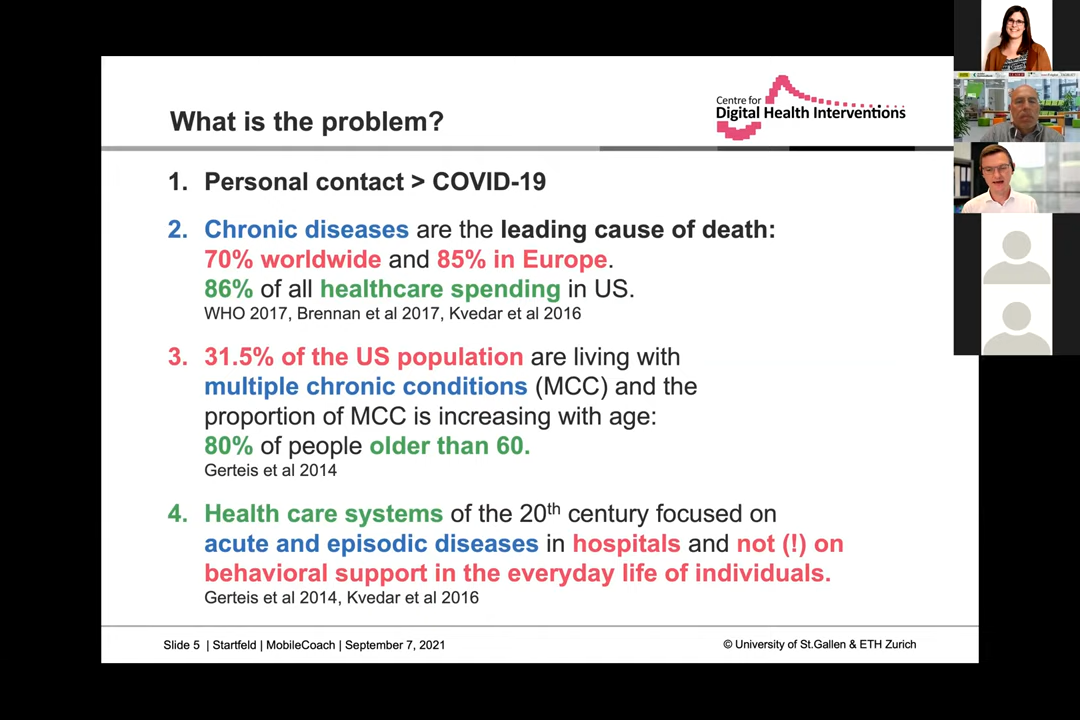 What is the problem?
Centre for
Digital Health Interventions
1. Personal contact > COVID-19
2. Chronic diseases are the leading cause of death:
70% worldwide and 85% in Europe.
86% of all healthcare spending in US.
WHO 2017, Brennan et al 2017, Kvedar et al 2016
3. 31.5% of the US population are living with
multiple chronic conditions (MCC) and the
proportion of MCC is increasing with age:
80% of people older than 60.
Gerteis et al 2014
4. Health care systems of the 20th century focused on
acute and episodic diseases in hospitals and not (!) on
behavioral support in the everyday life of individuals.
Gerteis et al 2014, Kvedar et al 2016
Slide 5 | Startfeld | MobileCoach | September 7, 2021
© University of St.Gallen & ETH Zurich